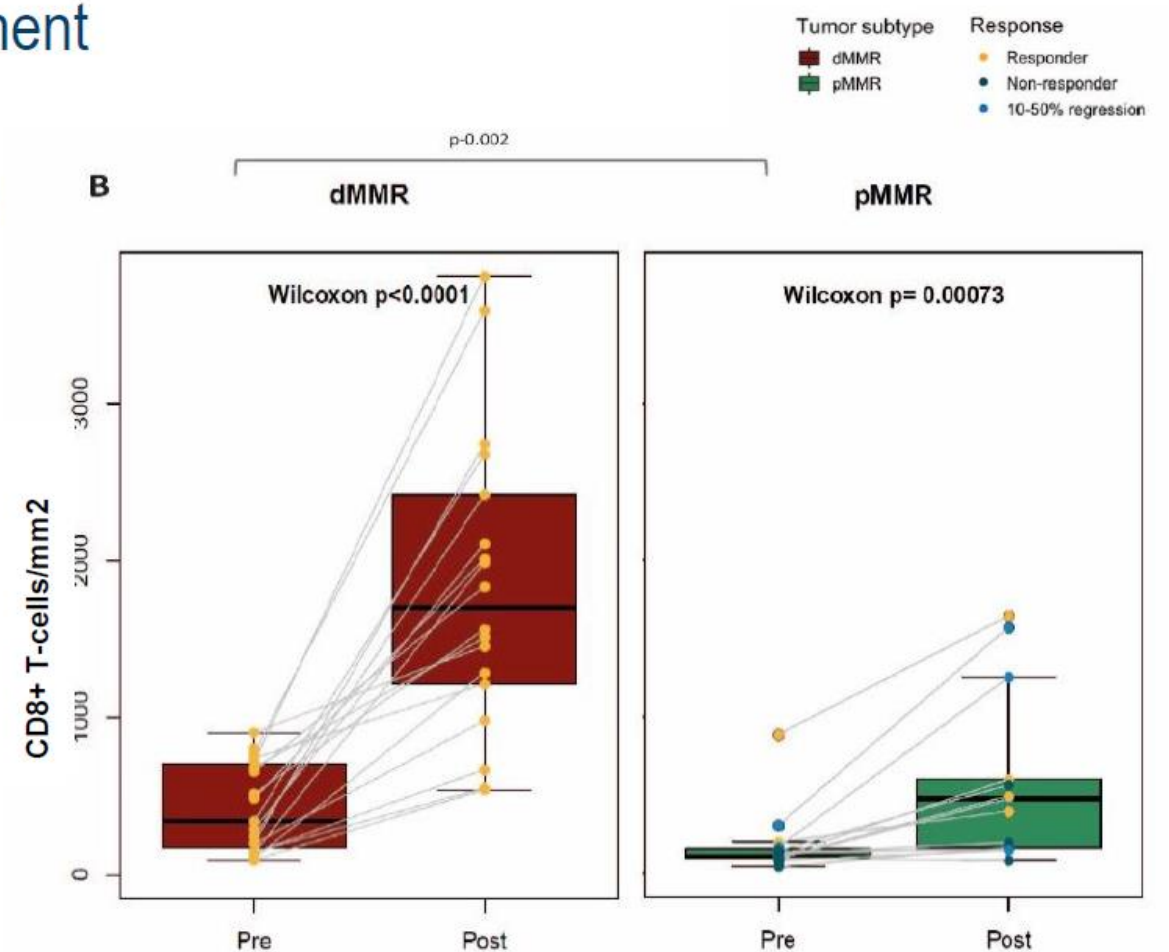 ment
Tumor subtype
dMMR
pMMR
Response
Responder
Non-responder
10-50% regression
p-0.002
B
dMMR
pMMR
Wilcoxon p<0.0001
Wilcoxon p= 0.00073
CD8+ T-cells/mm2
3000
2000
1000
0
Pre
Post
Pre
Post